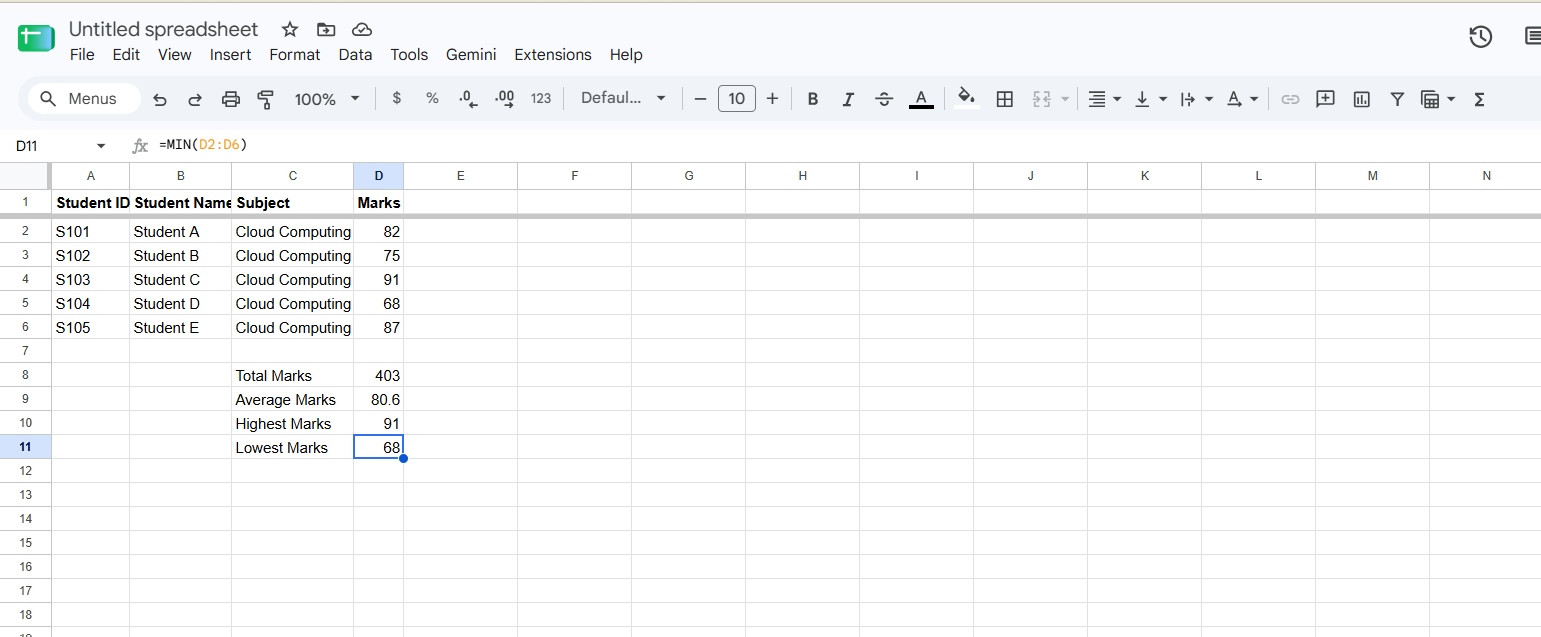 Untitled spreadsheet
File Edit View Insert Format Data Tools Gemini Extensions Help
Menus 100% $ % .0 .00 123 Defaul... − 10 + B I S A A Σ
D11 fx =MIN(D2:D6)
A B C D E F G H I J K L M N
1 Student ID Student Name Subject Marks
2 S101 Student A Cloud Computing 82
3 S102 Student B Cloud Computing 75
4 S103 Student C Cloud Computing 91
5 S104 Student D Cloud Computing 68
6 S105 Student E Cloud Computing 87
7
8 Total Marks 403
9 Average Marks 80.6
10 Highest Marks 91
11 Lowest Marks 68
12
13
14
15
16
17
18